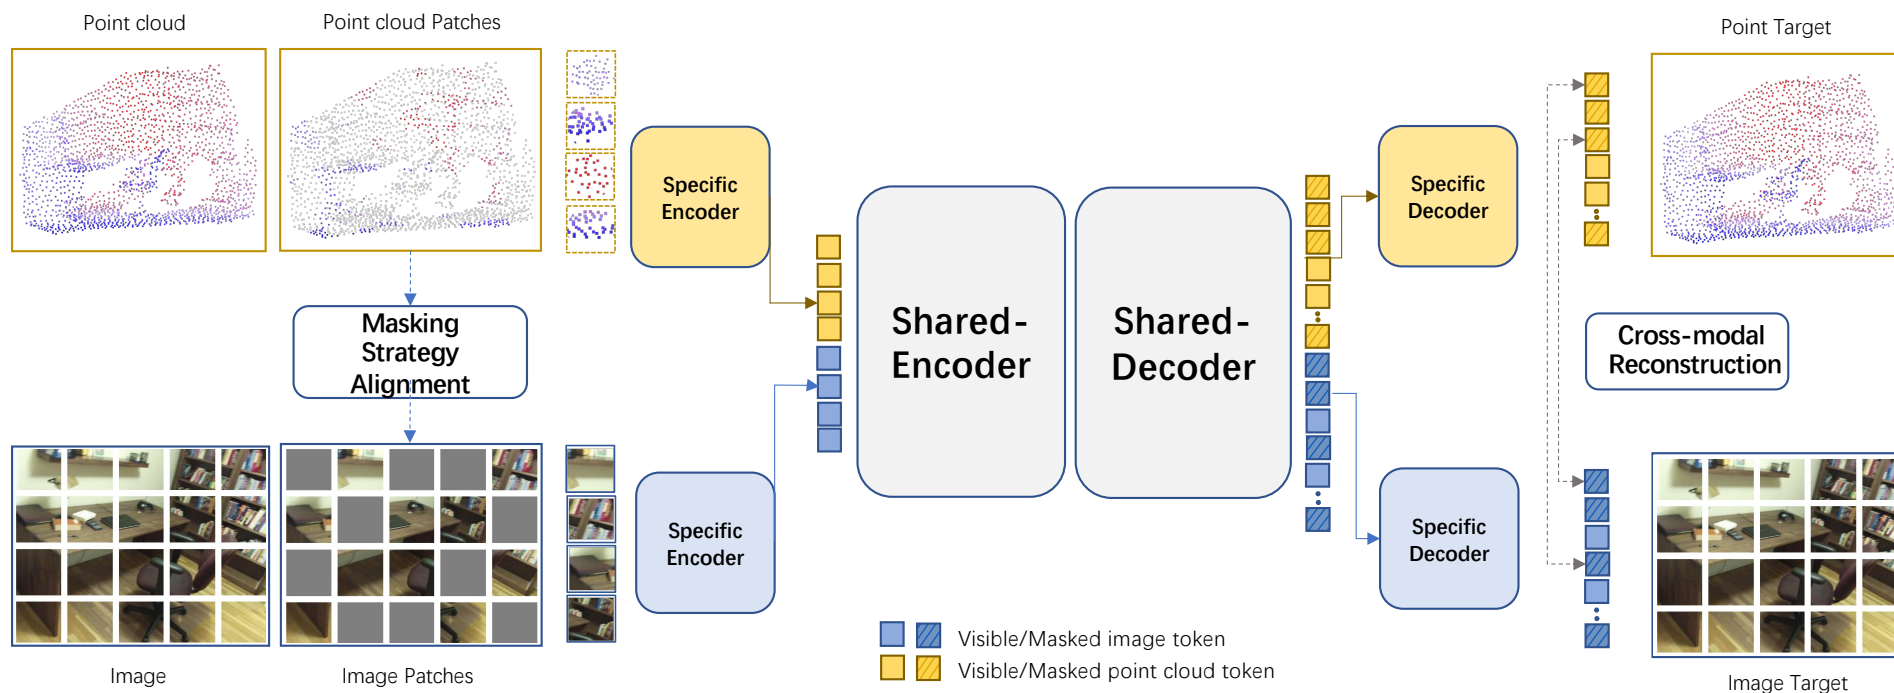 Point cloud
Point cloud Patches
Point Target
Specific
Encoder
Specific
Decoder
Masking
Strategy
Alignment
Shared-
Encoder
Shared-
Decoder
Cross-modal
Reconstruction
Specific
Encoder
Specific
Decoder
Visible/Masked image token
Visible/Masked point cloud token
Image
Image Patches
Image Target